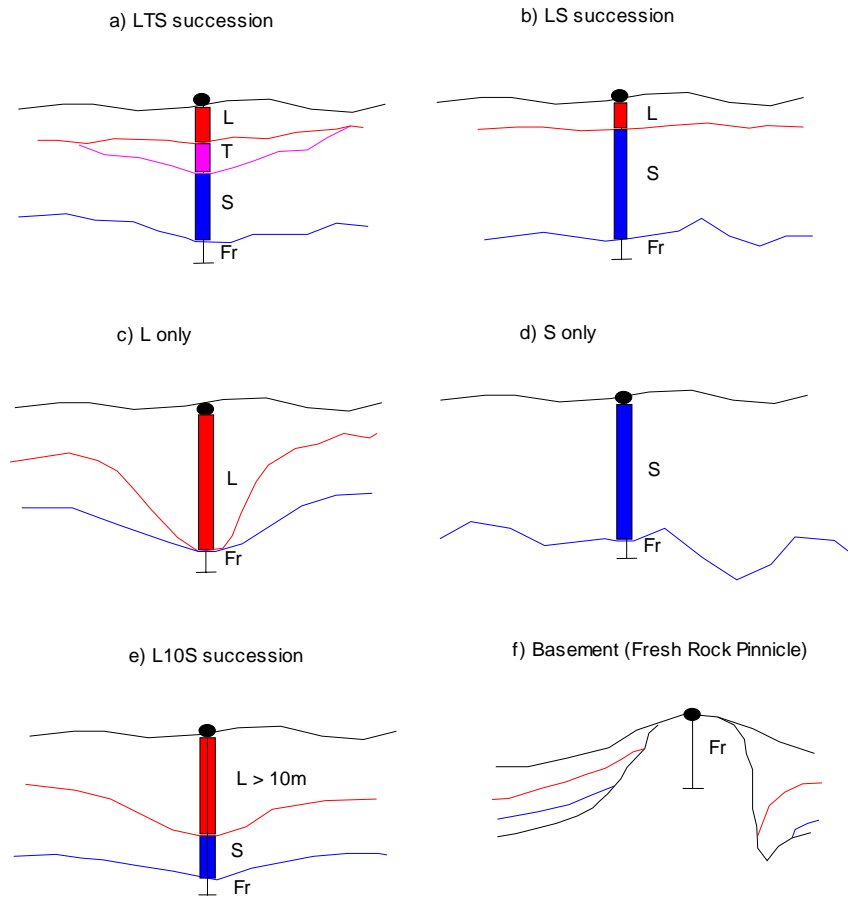 a) LTS succession
b) LS succession
L
T
S
Fr
L
S
Fr
c) L only
d) S only
L
Fr
S
Fr
e) L10S succession
f) Basement (Fresh Rock Pinnicle)
L > 10m
S
Fr
Fr